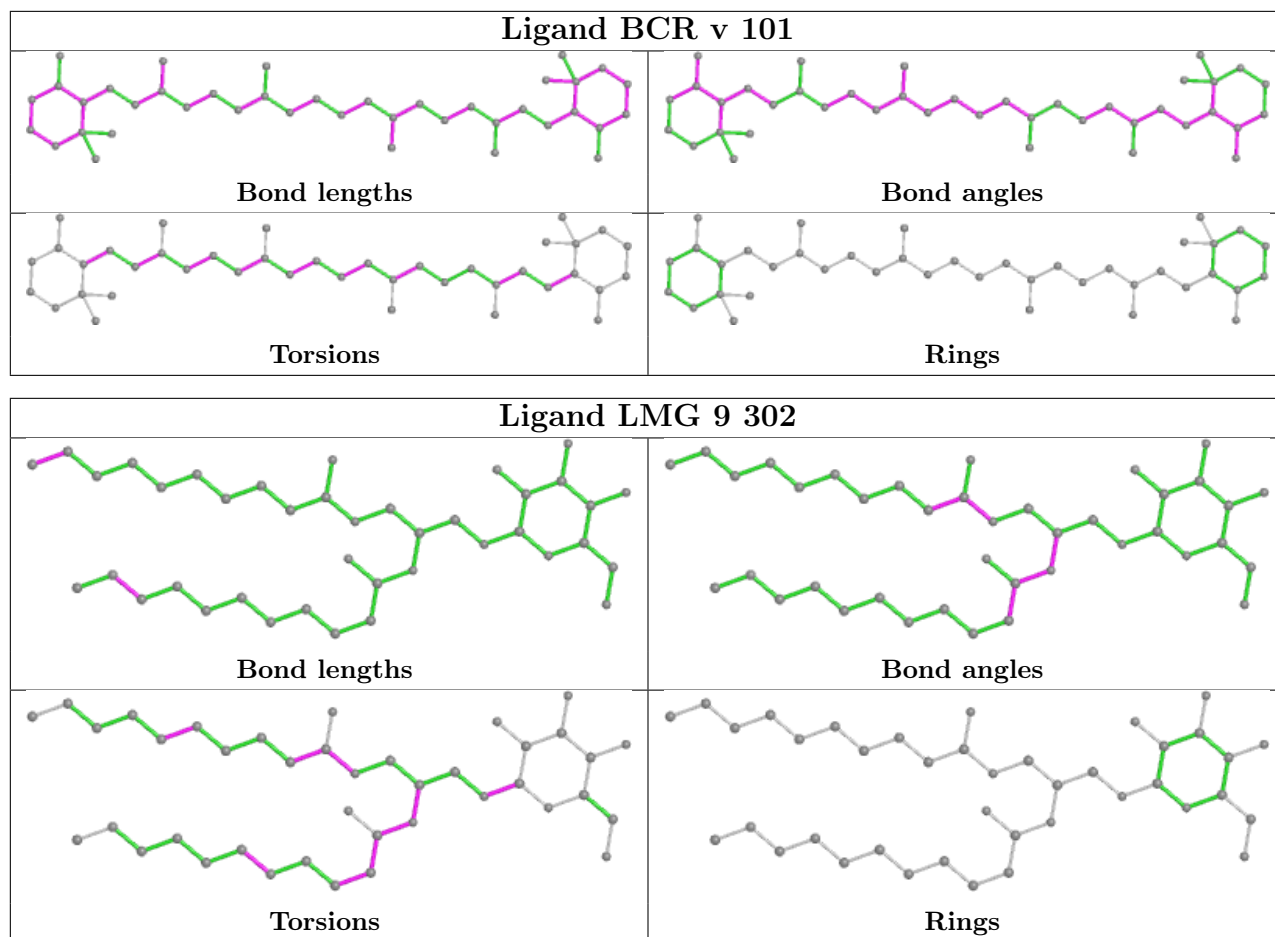 Ligand BCR v 101
Bond lengths
Bond angles
Torsions
Rings
Ligand LMG 9 302
Bond lengths
Bond angles
Torsions
Rings